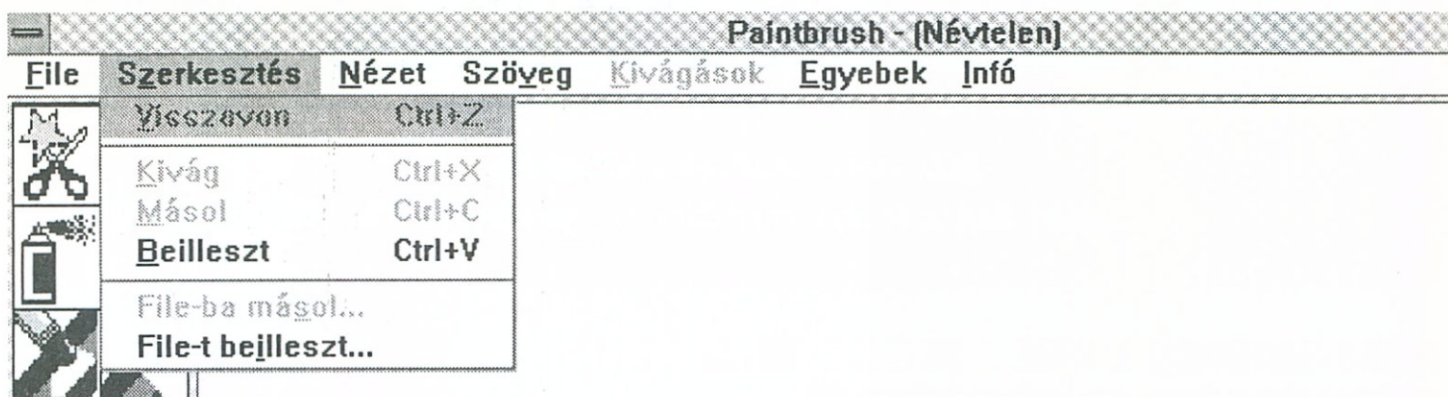 Paintbrush - (Névtelen)
File Szerkesztés Nézet Szöveg Kivágások Egyebek Infó
Visszavon Ctrl+Z
Kivág Ctrl+X
Másol Ctrl+C
Beilleszt Ctrl+V
File-ba másol...
File-t beilleszt...